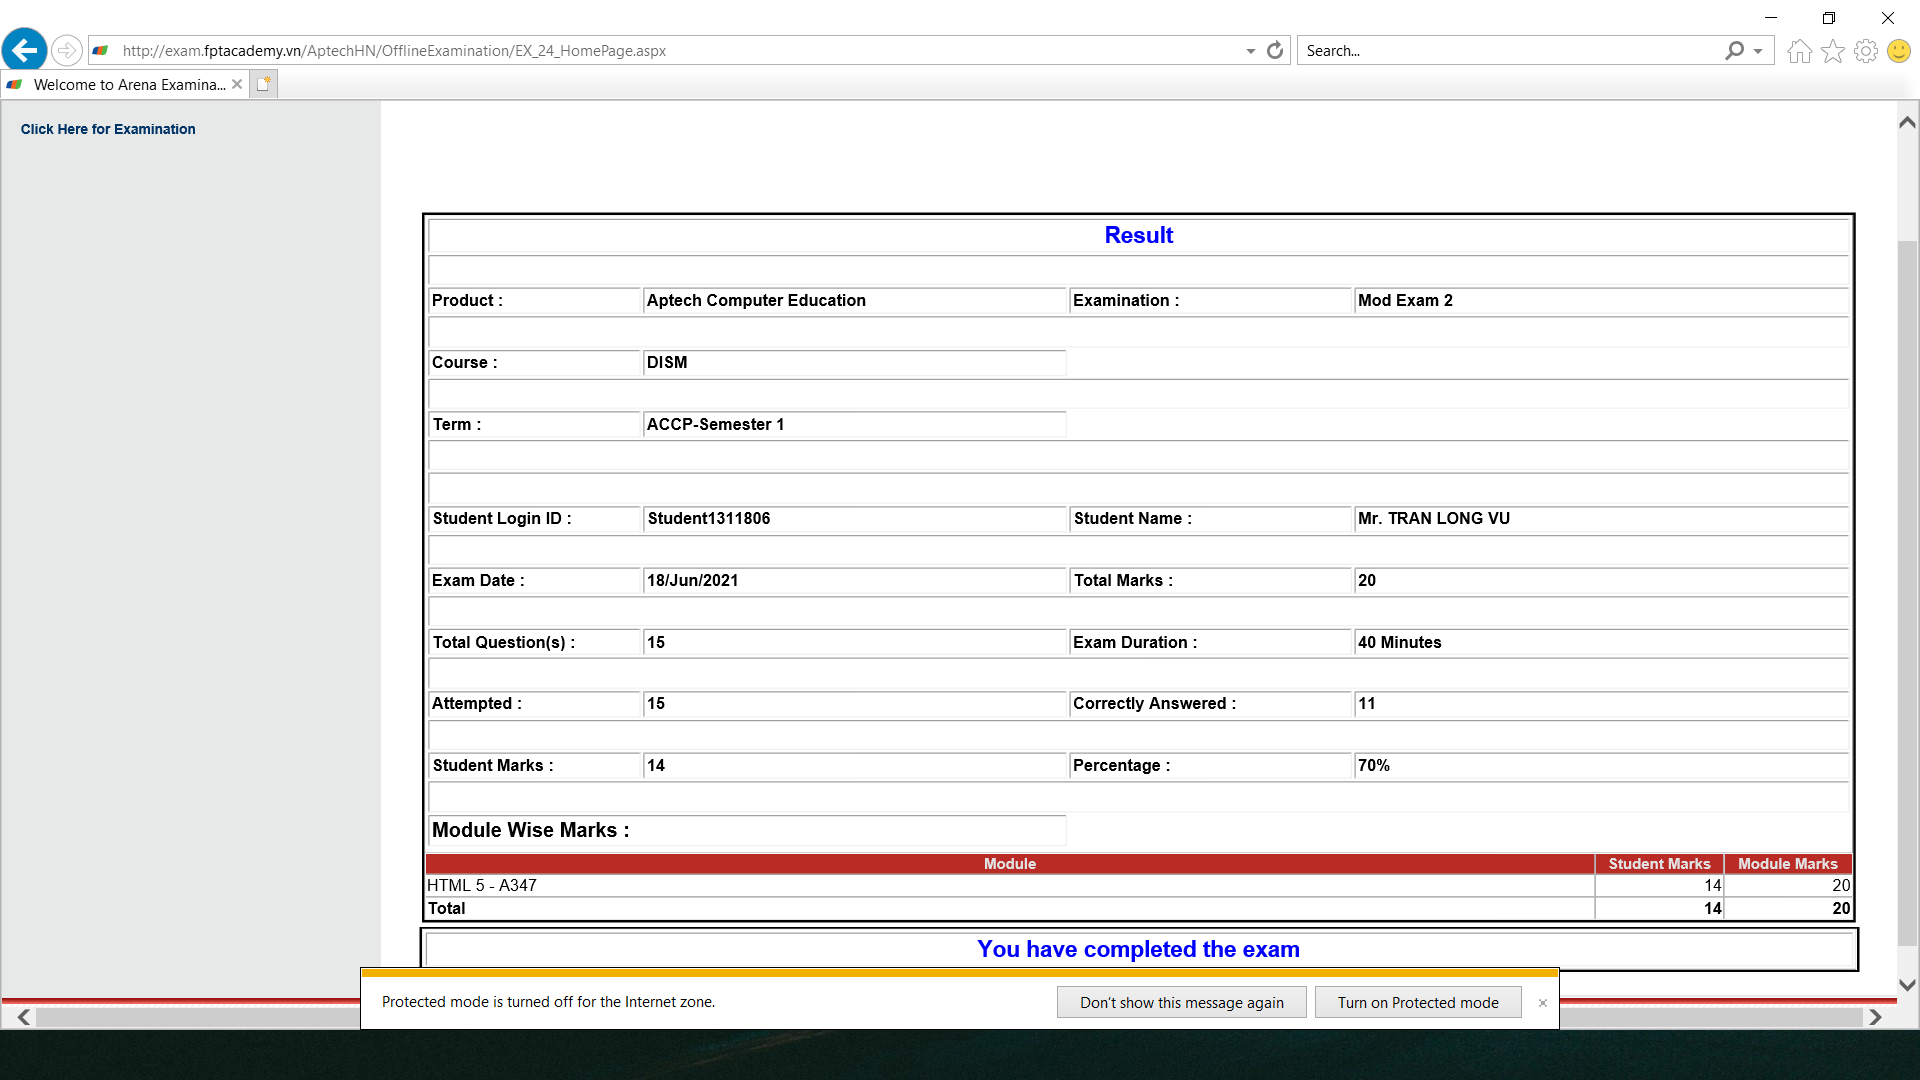 http://exam.fptacademy.vn/AptechHN/OfflineExamination/EX_24_HomePage.aspx
Search...
Welcome to Arena Examina...
Click Here for Examination
Result
Product : Aptech Computer Education Examination : Mod Exam 2
Course : DISM
Term : ACCP-Semester 1
Student Login ID : Student1311806 Student Name : Mr. TRAN LONG VU
Exam Date : 18/Jun/2021 Total Marks : 20
Total Question(s) : 15 Exam Duration : 40 Minutes
Attempted : 15 Correctly Answered : 11
Student Marks : 14 Percentage : 70%
Module Wise Marks :
Module Student Marks Module Marks
HTML 5 - A347 14 20
Total 14 20
You have completed the exam
Protected mode is turned off for the Internet zone. Don't show this message again Turn on Protected mode